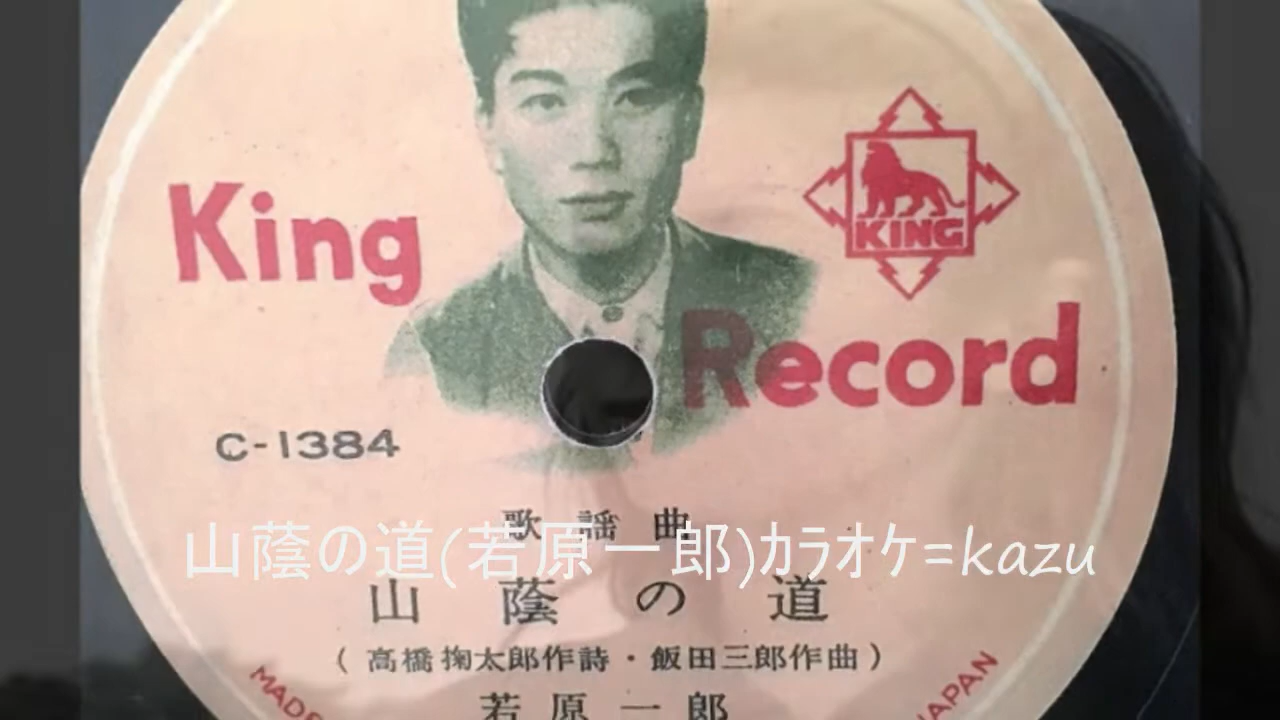 King
KING
Record
C-1384
歌謡曲
山蔭の道(若原一郎)ｶﾗｵｹ=kazu
山蔭の道
(高橋掬太郎作詩・飯田三郎作曲)
若原一郎
MADE
JAPAN